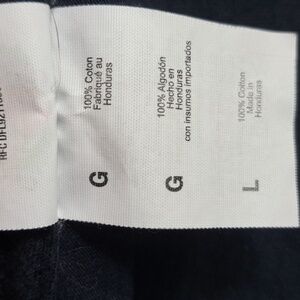 100% Coton
Fabriqué au
Honduras
G
100% Algodón
Hecho en
Honduras
con insumos importados
G
100% Cotton
Made in
Honduras
L